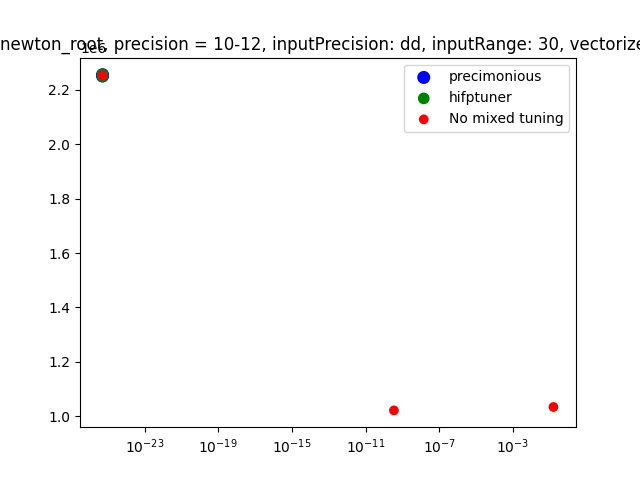 newton_root, precision = 10-12, inputPrecision: dd, inputRange: 30, vectorize
1e6
precimonious
hifptuner
No mixed tuning
2.2
2.0
1.8
1.6
1.4
1.2
1.0
10⁻²³ 10⁻¹⁹ 10⁻¹⁵ 10⁻¹¹ 10⁻⁷ 10⁻³